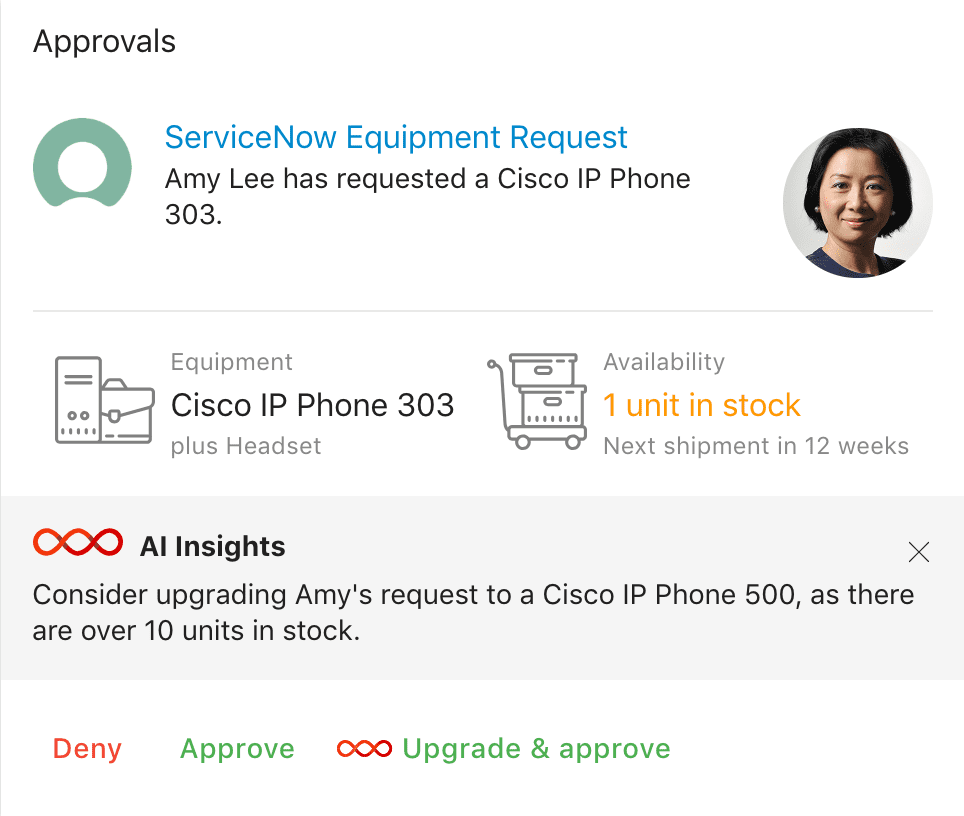 Approvals
ServiceNow Equipment Request
Amy Lee has requested a Cisco IP Phone
303.
Equipment
Cisco IP Phone 303
plus Headset
Availability
1 unit in stock
Next shipment in 12 weeks
AI Insights
Consider upgrading Amy's request to a Cisco IP Phone 500, as there
are over 10 units in stock.
Deny Approve Upgrade & approve